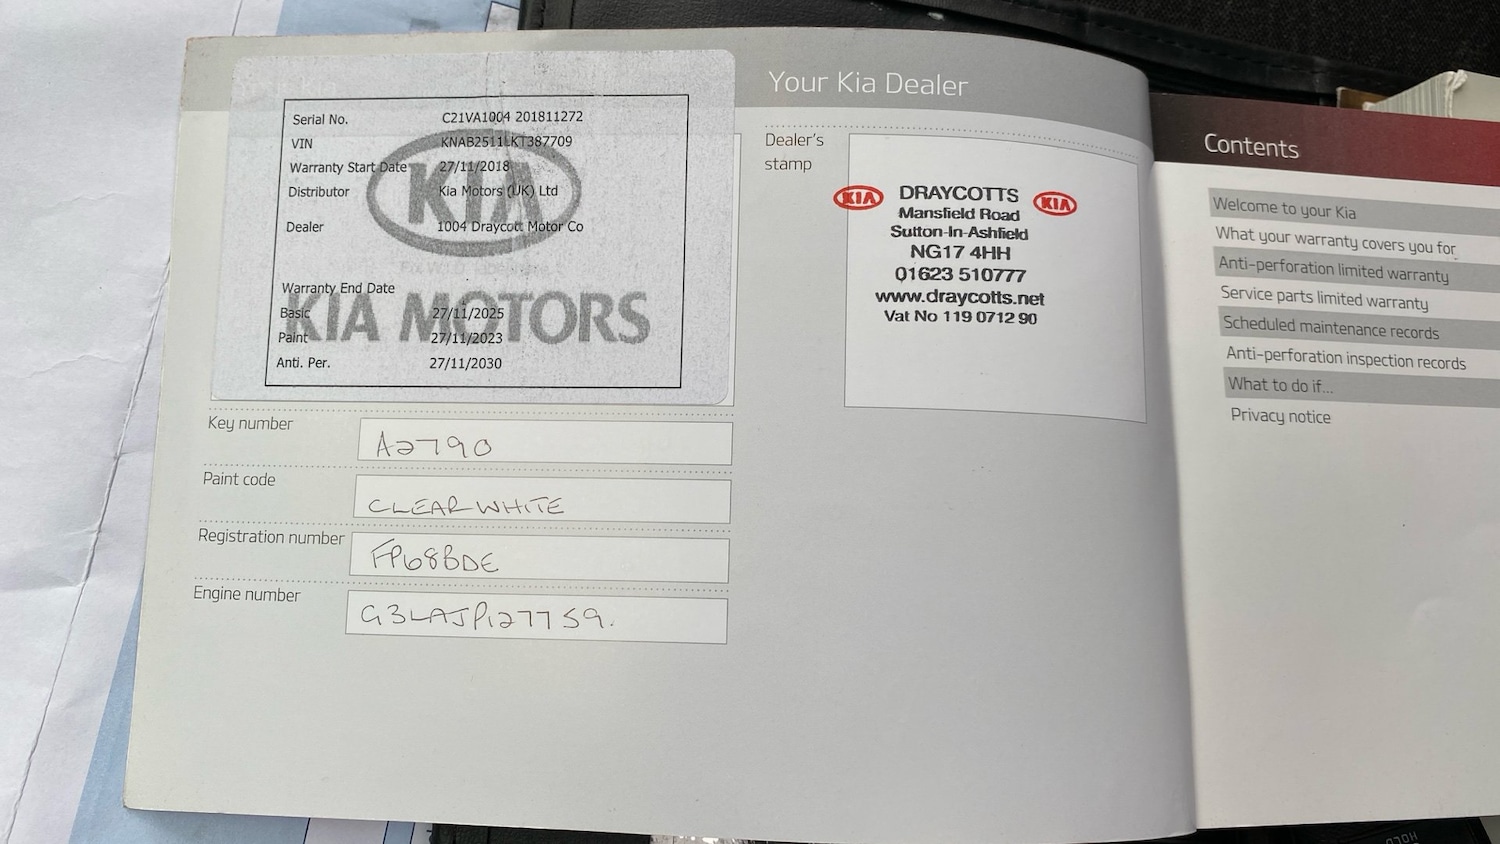 Your Kia
Serial No. C21VA1004 201811272
VIN KNAB2511LKT387709
Warranty Start Date 27/11/2018
Distributor Kia Motors (UK) Ltd
Dealer 1004 Draycott Motor Co
Warranty End Date
Basic 27/11/2025
Paint 27/11/2023
Anti. Per. 27/11/2030
KIA
KIA MOTORS
Key number A2790
Paint code CLEAR WHITE
Registration number FP68BDE
Engine number G3LAJP127759.
Your Kia Dealer
Dealer's
stamp
KIA DRAYCOTTS KIA
Mansfield Road
Sutton-In-Ashfield
NG17 4HH
01623 510777
www.draycotts.net
Vat No 119 0712 90
Contents
Welcome to your Kia
What your warranty covers you for
Anti-perforation limited warranty
Service parts limited warranty
Scheduled maintenance records
Anti-perforation inspection records
What to do if...
Privacy notice